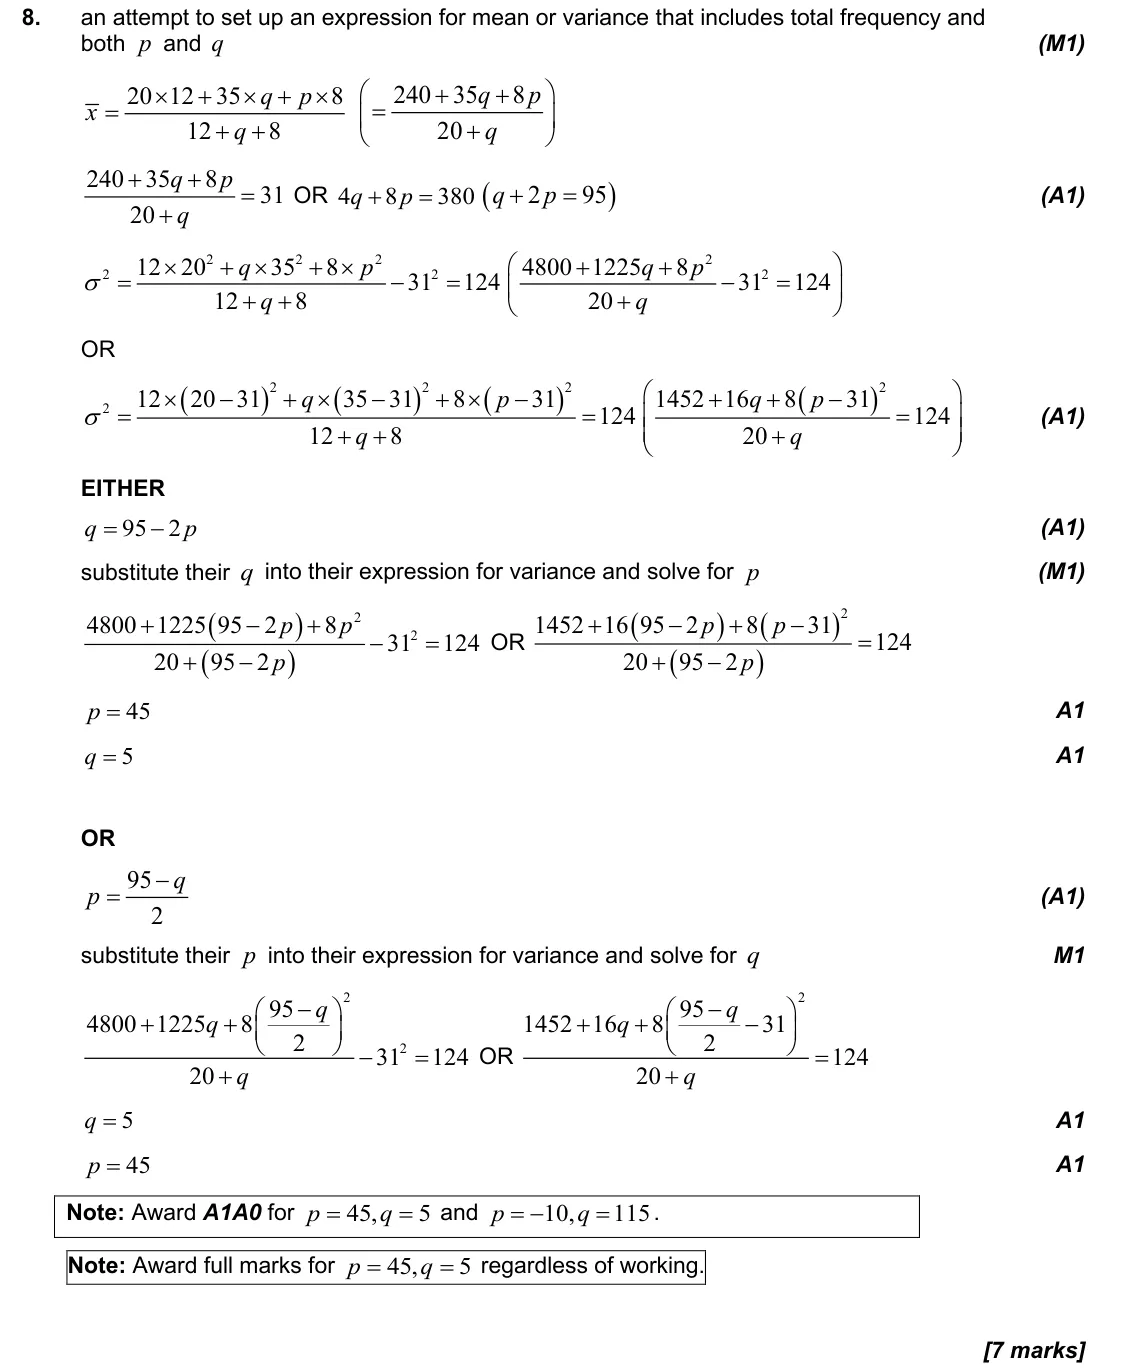 8. an attempt to set up an expression for mean or variance that includes total frequency and
both p and q (M1)
x̄ = (20×12+35×q+p×8)/(12+q+8) (= (240+35q+8p)/(20+q))
(240+35q+8p)/(20+q) = 31 OR 4q+8p=380 (q+2p=95) (A1)
σ² = (12×20²+q×35²+8×p²)/(12+q+8) − 31² = 124 ((4800+1225q+8p²)/(20+q) − 31² = 124)
OR
σ² = (12×(20−31)²+q×(35−31)²+8×(p−31)²)/(12+q+8) = 124 ((1452+16q+8(p−31)²)/(20+q) = 124) (A1)
EITHER
q = 95−2p (A1)
substitute their q into their expression for variance and solve for p (M1)
(4800+1225(95−2p)+8p²)/(20+(95−2p)) − 31² = 124 OR (1452+16(95−2p)+8(p−31)²)/(20+(95−2p)) = 124
p = 45 A1
q = 5 A1
OR
p = (95−q)/2 (A1)
substitute their p into their expression for variance and solve for q M1
(4800+1225q+8((95−q)/2)²)/(20+q) − 31² = 124 OR (1452+16q+8((95−q)/2 − 31)²)/(20+q) = 124
q = 5 A1
p = 45 A1
Note: Award A1A0 for p = 45, q = 5 and p = −10, q = 115.
Note: Award full marks for p = 45, q = 5 regardless of working.
[7 marks]